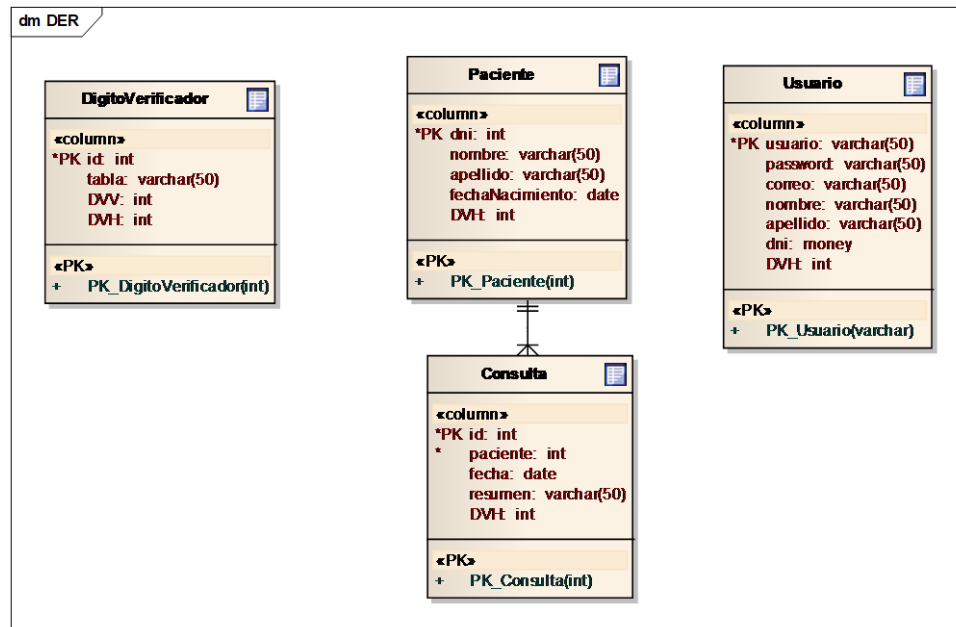 dm DER
DigitoVerificador
«column»
*PK id: int
tabla: varchar(50)
DVV: int
DVH: int
«PK»
+ PK_DigitoVerificador(int)
Paciente
«column»
*PK dni: int
nombre: varchar(50)
apellido: varchar(50)
fechaNacimiento: date
DVH: int
«PK»
+ PK_Paciente(int)
Usuario
«column»
*PK usuario: varchar(50)
password: varchar(50)
correo: varchar(50)
nombre: varchar(50)
apellido: varchar(50)
dni: money
DVH: int
«PK»
+ PK_Usuario(varchar)
Consulta
«column»
*PK id: int
* paciente: int
fecha: date
resumen: varchar(50)
DVH: int
«PK»
+ PK_Consulta(int)